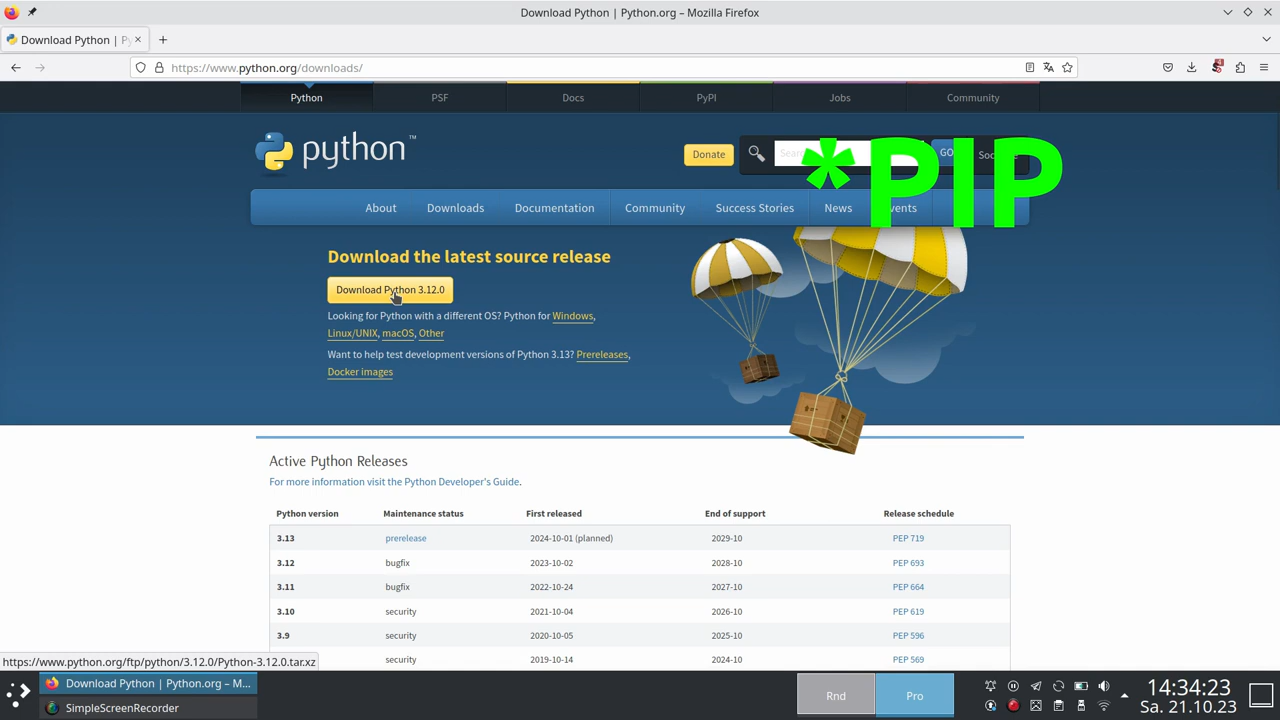 Download Python | Python.org – Mozilla Firefox
Download Python | Py
https://www.python.org/downloads/
Python
PSF
Docs
PyPI
Jobs
Community
python™
Donate
GO
*PIP
About
Downloads
Documentation
Community
Success Stories
News
Download the latest source release
Download Python 3.12.0
Looking for Python with a different OS? Python for Windows,
Linux/UNIX, macOS, Other
Want to help test development versions of Python 3.13? Prereleases,
Docker images
Active Python Releases
For more information visit the Python Developer's Guide.
Python version Maintenance status First released End of support Release schedule
3.13 prerelease 2024-10-01 (planned) 2029-10 PEP 719
3.12 bugfix 2023-10-02 2028-10 PEP 693
3.11 bugfix 2022-10-24 2027-10 PEP 664
3.10 security 2021-10-04 2026-10 PEP 619
3.9 security 2020-10-05 2025-10 PEP 596
security 2019-10-14 2024-10 PEP 569
https://www.python.org/ftp/python/3.12.0/Python-3.12.0.tar.xz
Download Python | Python.org – M...
SimpleScreenRecorder
Rnd
Pro
14:34:23
Sa. 21.10.23